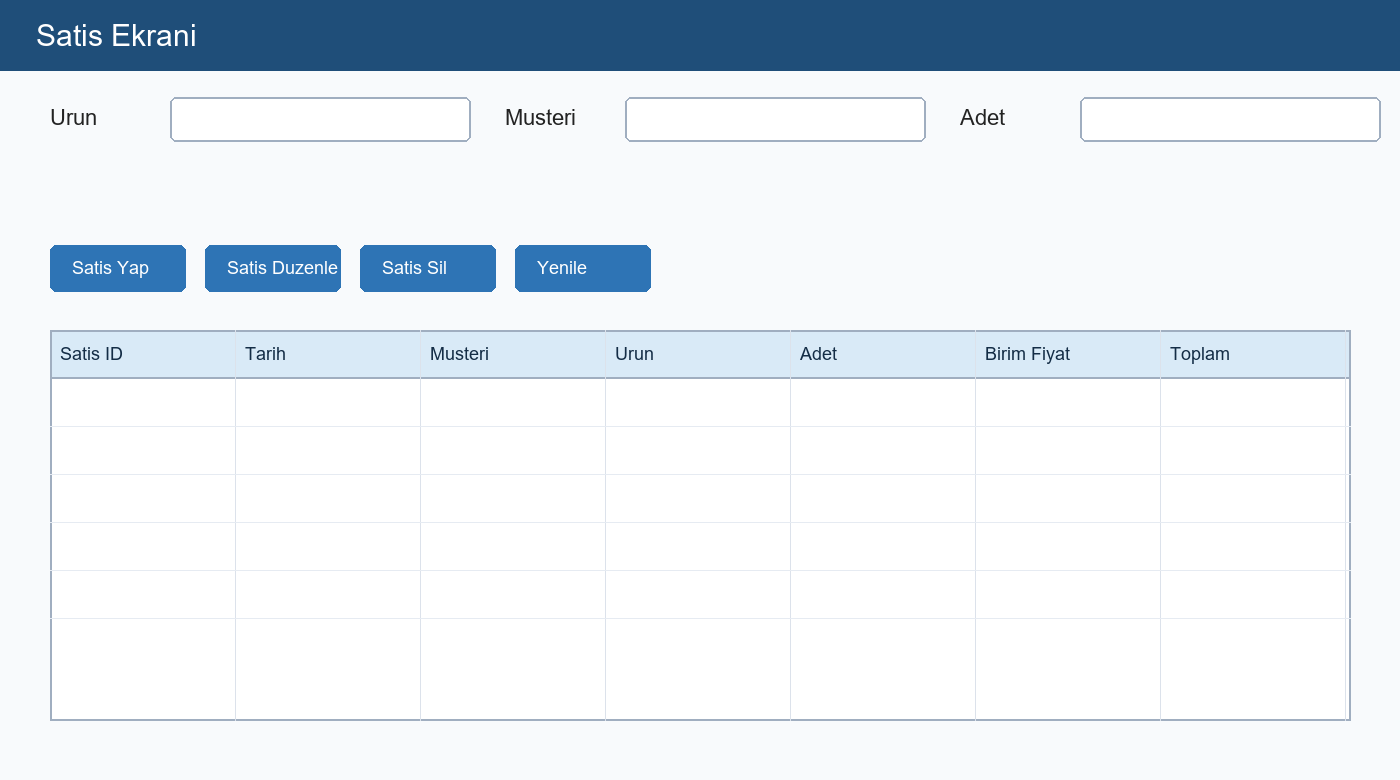 Satis Ekrani
Urun Musteri Adet
Satis Yap Satis Duzenle Satis Sil Yenile
Satis ID Tarih Musteri Urun Adet Birim Fiyat Toplam